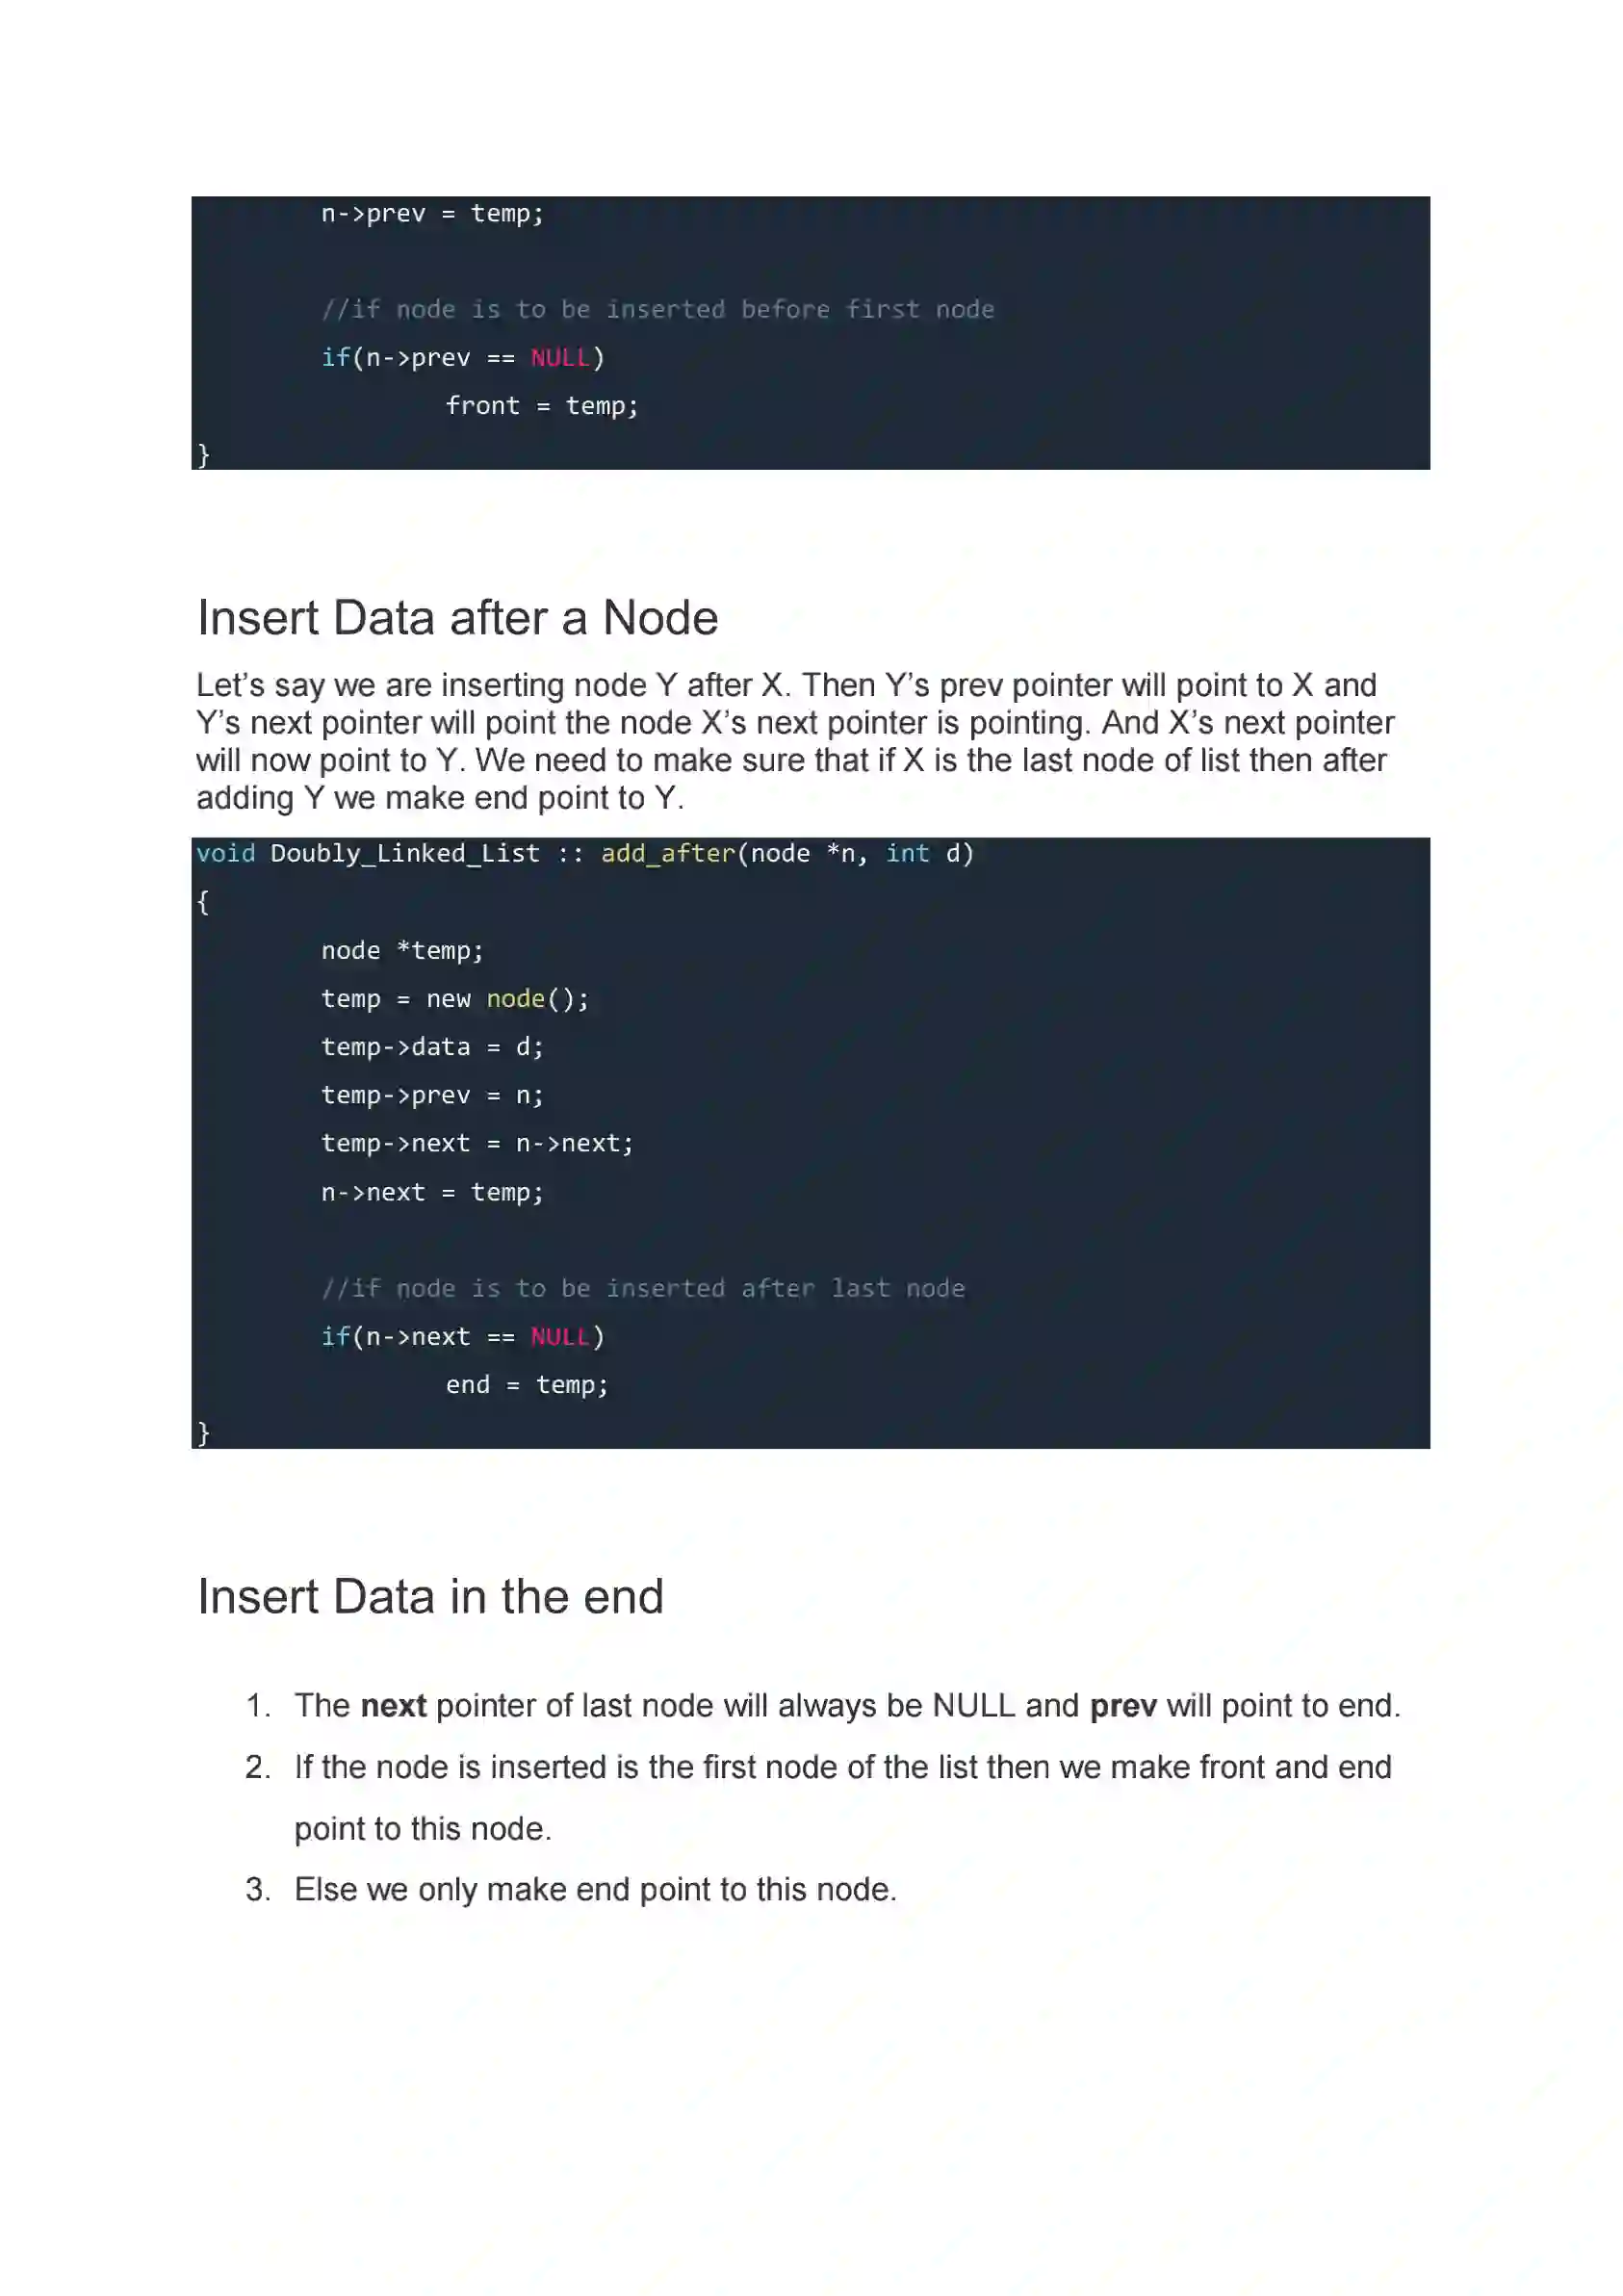 n->prev = temp;
//if node is to be inserted before first node
if(n->prev == NULL)
front = temp;
}
Insert Data after a Node
Let’s say we are inserting node Y after X. Then Y’s prev pointer will point to X and
Y’s next pointer will point the node X’s next pointer is pointing. And X’s next pointer
will now point to Y. We need to make sure that if X is the last node of list then after
adding Y we make end point to Y.
void Doubly_Linked_List :: add_after(node *n, int d)
{
node *temp;
temp = new node();
temp->data = d;
temp->prev = n;
temp->next = n->next;
n->next = temp;
//if node is to be inserted after last node
if(n->next == NULL)
end = temp;
}
Insert Data in the end
1. The next pointer of last node will always be NULL and prev will point to end.
2. If the node is inserted is the first node of the list then we make front and end
point to this node.
3. Else we only make end point to this node.